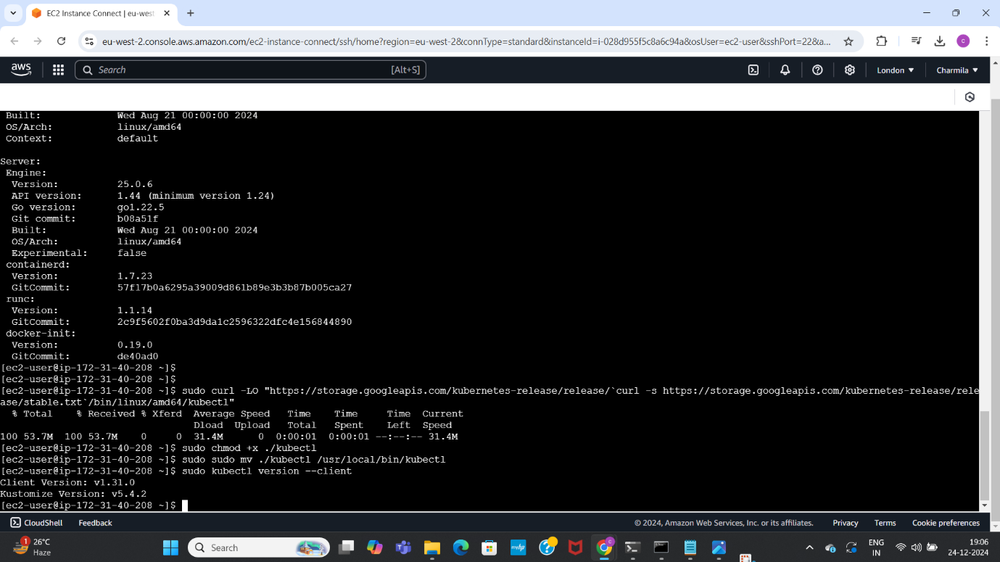 EC2 Instance Connect | eu-west
eu-west-2.console.aws.amazon.com/ec2-instance-connect/ssh/home?region=eu-west-2&connType=standard&instanceId=i-028d955f5c8a6c94a&osUser=ec2-user&sshPort=22&a...
C
aws Search [Alt+S] London Charmila
Built: Wed Aug 21 00:00:00 2024
OS/Arch: linux/amd64
Context: default
Server:
Engine:
Version: 25.0.6
API version: 1.44 (minimum version 1.24)
Go version: go1.22.5
Git commit: b08a51f
Built: Wed Aug 21 00:00:00 2024
OS/Arch: linux/amd64
Experimental: false
containerd:
Version: 1.7.23
GitCommit: 57f17b0a6295a39009d861b89e3b3b87b005ca27
runc:
Version: 1.1.14
GitCommit: 2c9f5602f0ba3d9da1c2596322dfc4e156844890
docker-init:
Version: 0.19.0
GitCommit: de40ad0
[ec2-user@ip-172-31-40-208 ~]$
[ec2-user@ip-172-31-40-208 ~]$
[ec2-user@ip-172-31-40-208 ~]$ sudo curl -LO "https://storage.googleapis.com/kubernetes-release/release/`curl -s https://storage.googleapis.com/kubernetes-release/rele
ase/stable.txt`/bin/linux/amd64/kubectl"
% Total % Received % Xferd Average Speed Time Time Time Current
Dload Upload Total Spent Left Speed
100 53.7M 100 53.7M 0 0 31.4M 0 0:00:01 0:00:01 --:--:-- 31.4M
[ec2-user@ip-172-31-40-208 ~]$ sudo chmod +x ./kubectl
[ec2-user@ip-172-31-40-208 ~]$ sudo sudo mv ./kubectl /usr/local/bin/kubectl
[ec2-user@ip-172-31-40-208 ~]$ sudo kubectl version --client
Client Version: v1.31.0
Kustomize Version: v5.4.2
[ec2-user@ip-172-31-40-208 ~]$
CloudShell Feedback © 2024, Amazon Web Services, Inc. or its affiliates. Privacy Terms Cookie preferences
1 26°C Search ENG 19:06
Haze IN 24-12-2024